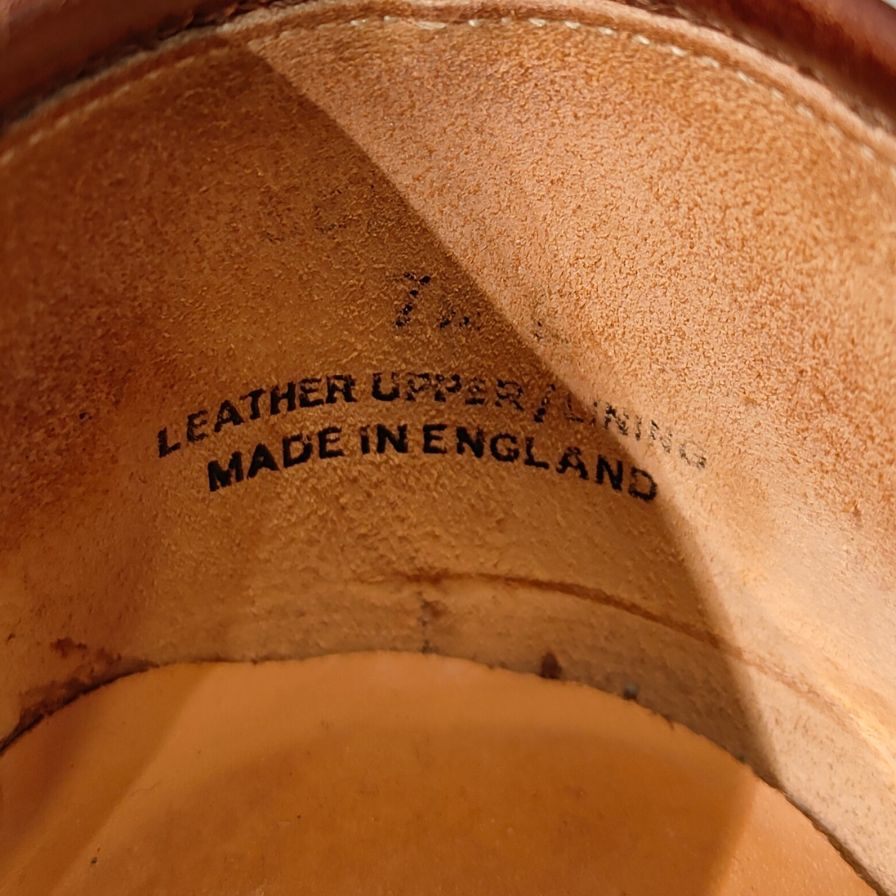 7
LEATHER UPPER / LINING
MADE IN ENGLAND